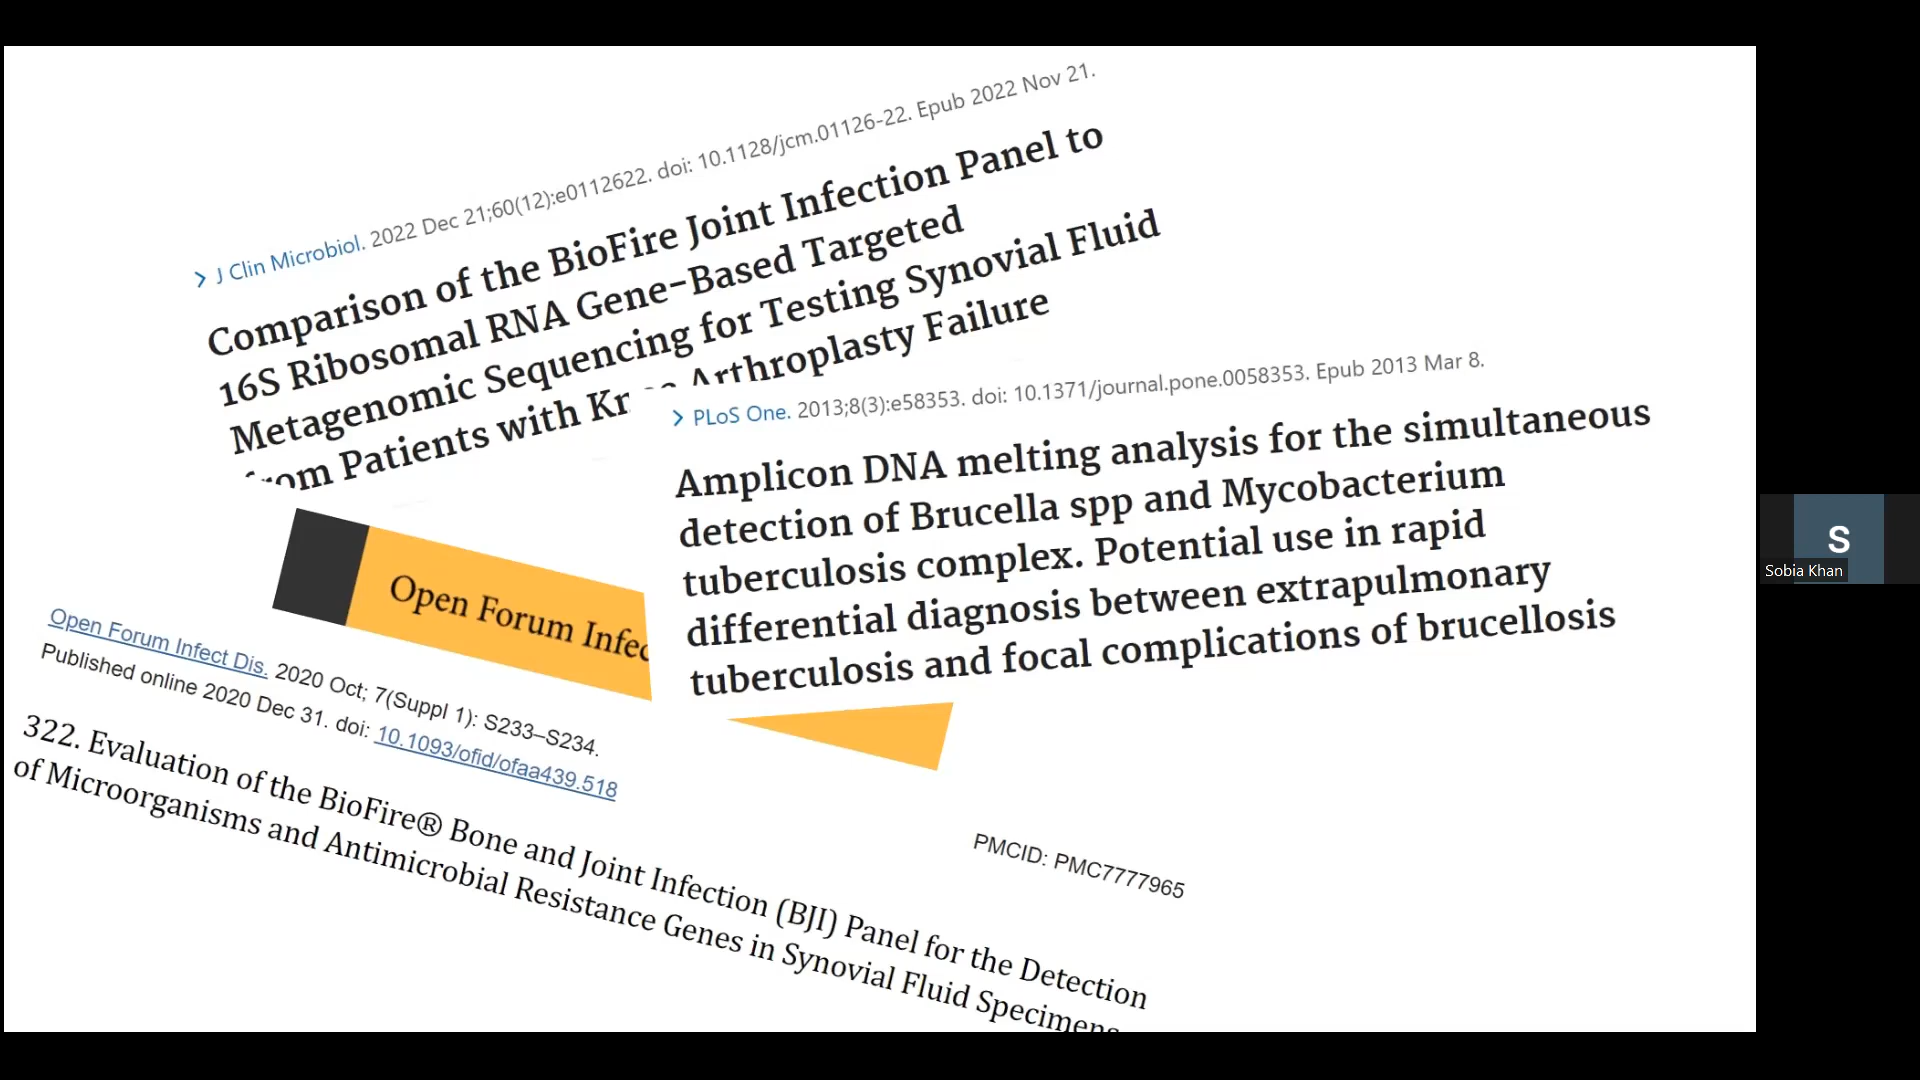 J Clin Microbiol. 2022 Dec 21;60(12):e0112622. doi: 10.1128/jcm.01126-22. Epub 2022 Nov 21.
Comparison of the BioFire Joint Infection Panel to
16S Ribosomal RNA Gene-Based Targeted
Metagenomic Sequencing for Testing Synovial Fluid
from Patients with Arthroplasty Failure
PLoS One. 2013;8(3):e58353. doi: 10.1371/journal.pone.0058353. Epub 2013 Mar 8.
Amplicon DNA melting analysis for the simultaneous
detection of Brucella spp and Mycobacterium
tuberculosis complex. Potential use in rapid
differential diagnosis between extrapulmonary
tuberculosis and focal complications of brucellosis
Open Forum Infec
Open Forum Infect Dis. 2020 Oct; 7(Suppl 1): S233–S234.
Published online 2020 Dec 31. doi: 10.1093/ofid/ofaa439.518
PMCID: PMC7777965
322. Evaluation of the BioFire® Bone and Joint Infection (BJI) Panel for the Detection
of Microorganisms and Antimicrobial Resistance Genes in Synovial Fluid Specimens
S
Sobia Khan